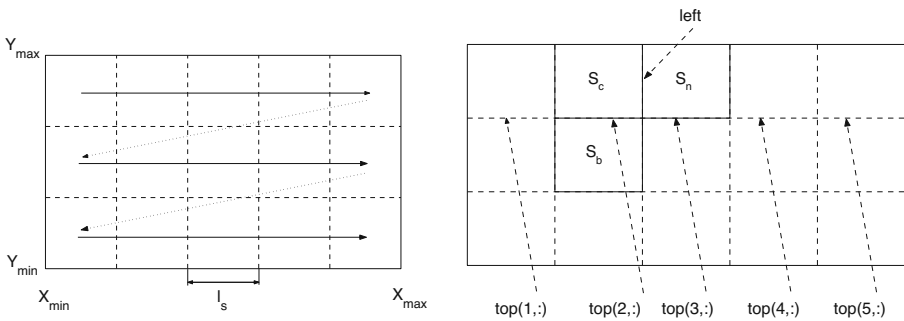 Y_max
Y_min
X_min
l_s
X_max
left
S_c
S_n
S_b
top(1,:)
top(2,:)
top(3,:)
top(4,:)
top(5,:)